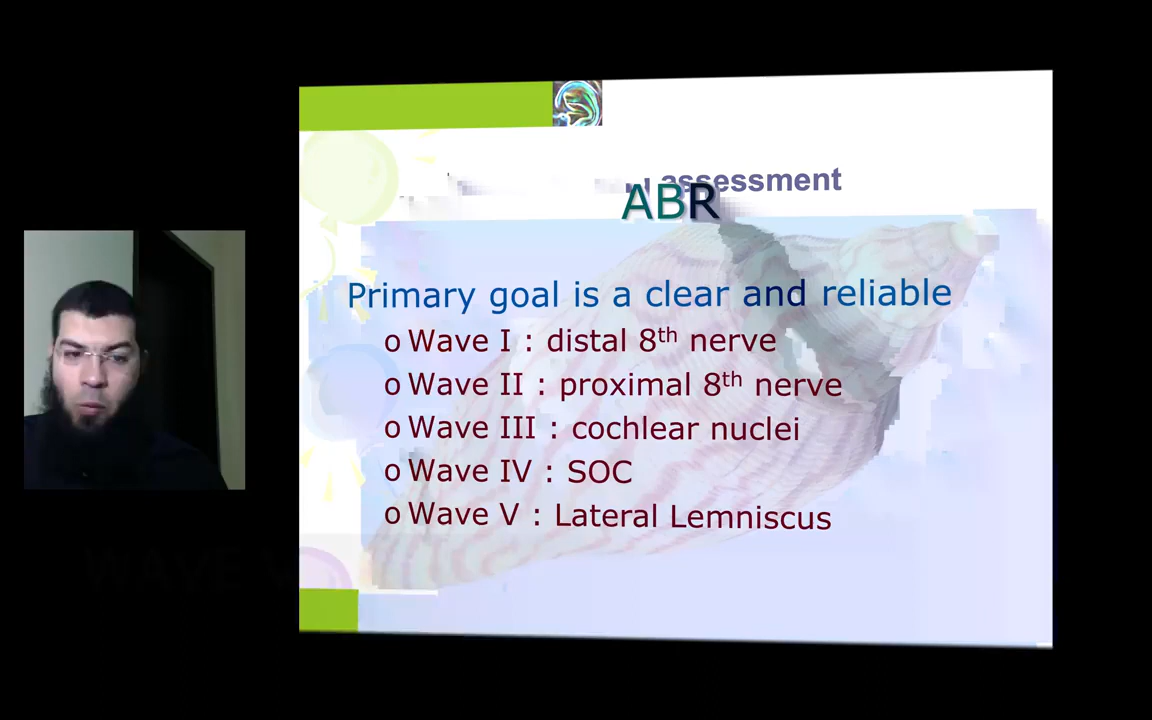 assessment
ABR
Primary goal is a clear and reliable
o Wave I : distal 8th nerve
o Wave II : proximal 8th nerve
o Wave III : cochlear nuclei
o Wave IV : SOC
o Wave V : Lateral Lemniscus
WAVE V